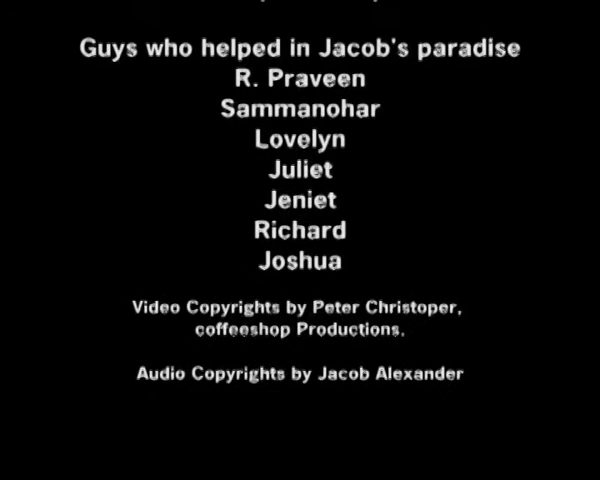 Guys who helped in Jacob's paradise
R. Praveen
Sammanohar
Lovelyn
Juliet
Jeniet
Richard
Joshua
Video Copyrights by Peter Christoper,
coffeeshop Productions.
Audio Copyrights by Jacob Alexander